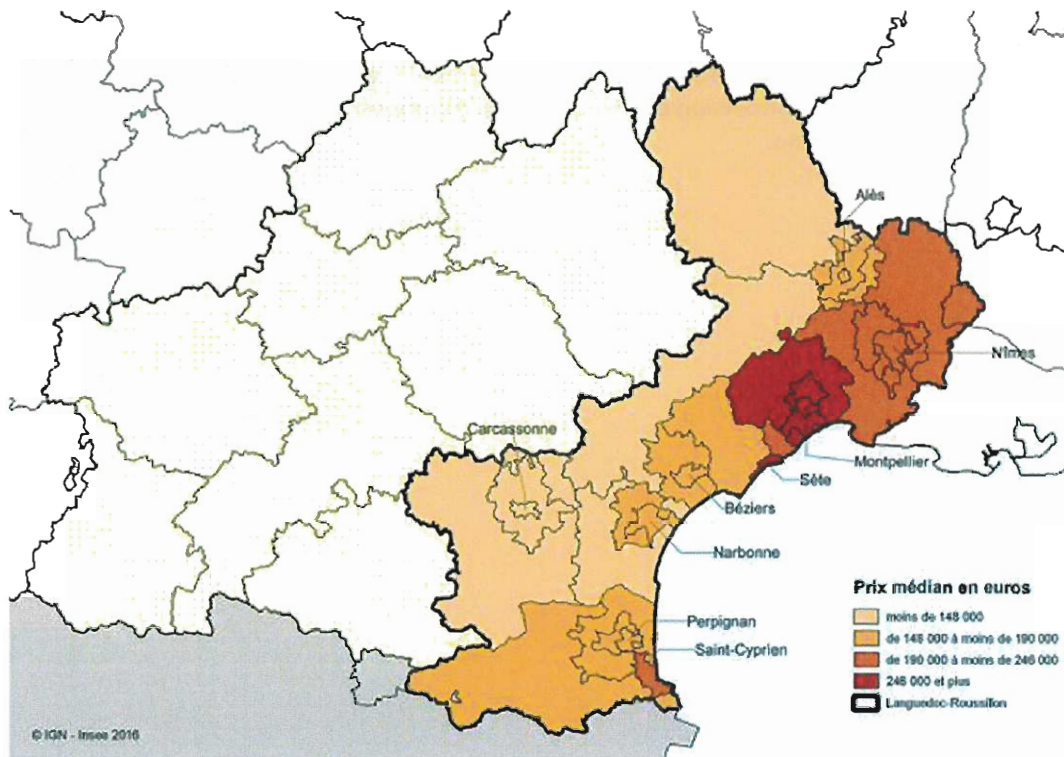 Alès
Nîmes
Carcassonne
Montpellier
Sète
Béziers
Narbonne
Perpignan
Saint-Cyprien
Prix médian en euros
moins de 148 000
de 148 000 à moins de 190 000
de 190 000 à moins de 246 000
246 000 et plus
Languedoc-Roussillon
© IGN - Insee 2016